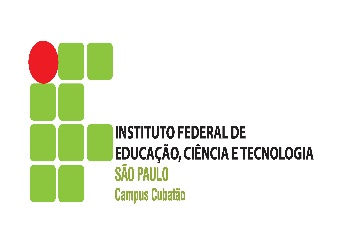 INSTITUTO FEDERAL DE
EDUCAÇÃO, CIÊNCIA E TECNOLOGIA
SÃO PAULO
Campus Cubatão